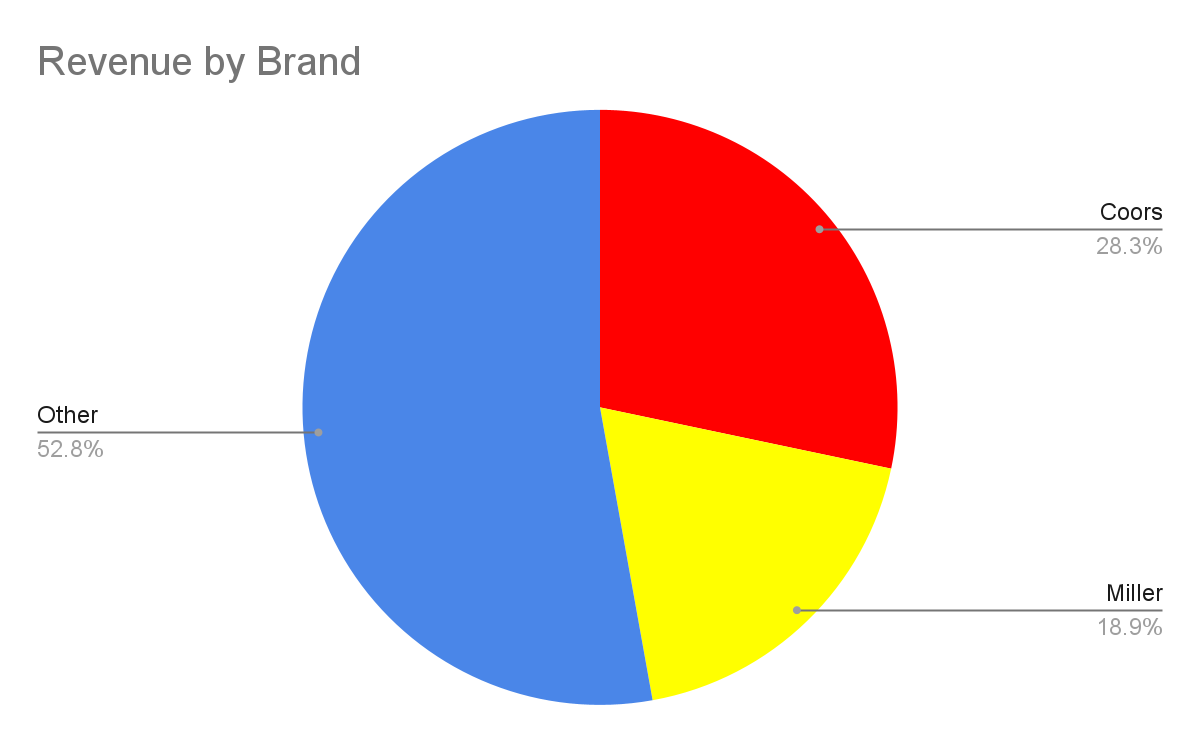 Revenue by Brand
Coors
28.3%
Other
52.8%
Miller
18.9%